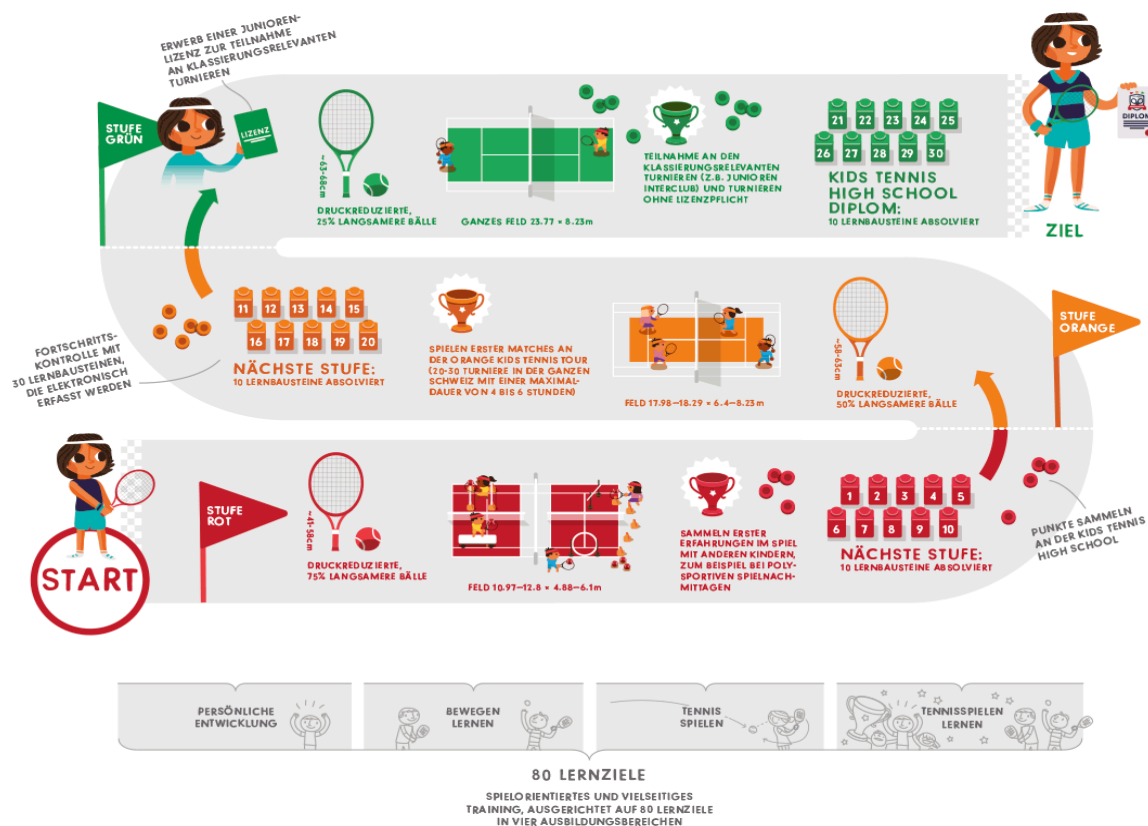 ERWERB EINER JUNIOREN-
LIZENZ ZUR TEILNAHME
AN KLASSIERUNGSRELEVANTEN
TURNIEREN
STUFE
GRÜN
LIZENZ
~63-68cm
DRUCKREDUZIERTE,
25% LANGSAMERE BÄLLE
GANZES FELD 23.77 × 8.23m
TEILNAHME AN DEN
KLASSIERUNGSRELEVANTEN
TURNIEREN (Z.B. JUNIOREN
INTERCLUB) UND TURNIEREN
OHNE LIZENZPFLICHT
21 22 23 24 25
26 27 28 29 30
KIDS TENNIS
HIGH SCHOOL
DIPLOM:
10 LERNBAUSTEINE ABSOLVIERT
DIPLOM
ZIEL
FORTSCHRITTS-
KONTROLLE MIT
30 LERNBAUSTEINEN,
DIE ELEKTRONISCH
ERFASST WERDEN
11 12 13 14 15
16 17 18 19 20
NÄCHSTE STUFE:
10 LERNBAUSTEINE ABSOLVIERT
SPIELEN ERSTER MATCHES AN
DER ORANGE KIDS TENNIS TOUR
(20-30 TURNIERE IN DER GANZEN
SCHWEIZ MIT EINER MAXIMAL-
DAUER VON 4 BIS 6 STUNDEN)
FELD 17.98–18.29 × 6.4–8.23m
~58-63cm
DRUCKREDUZIERTE,
50% LANGSAMERE BÄLLE
STUFE
ORANGE
START
STUFE
ROT
~41-58cm
DRUCKREDUZIERTE,
75% LANGSAMERE BÄLLE
FELD 10.97–12.8 × 4.88–6.1m
SAMMELN ERSTER
ERFAHRUNGEN IM SPIEL
MIT ANDEREN KINDERN,
ZUM BEISPIEL BEI POLY-
SPORTIVEN SPIELNACH-
MITTAGEN
1 2 3 4 5
6 7 8 9 10
NÄCHSTE STUFE:
10 LERNBAUSTEINE ABSOLVIERT
PUNKTE SAMMELN
AN DER KIDS TENNIS
HIGH SCHOOL
PERSÖNLICHE
ENTWICKLUNG
BEWEGEN
LERNEN
TENNIS
SPIELEN
TENNISSPIELEN
LERNEN
80 LERNZIELE
SPIELORIENTIERTES UND VIELSEITIGES
TRAINING, AUSGERICHTET AUF 80 LERNZIELE
IN VIER AUSBILDUNGSBEREICHEN